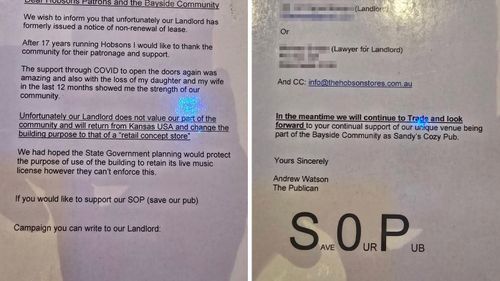 Dear Hobsons Patrons and the Bayside Community
We wish to inform you that unfortunately our Landlord has
formerly issued a notice of non-renewal of lease.
After 17 years running Hobsons I would like to thank the
community for their patronage and support.
The support through COVID to open the doors again was
amazing and also with the loss of my daughter and my wife
in the last 12 months showed me the strength of our
community.
Unfortunately our Landlord does not value our part of the
community and will return from Kansas USA and change the
building purpose to that of a "retail concept store"
We had hoped the State Government planning would protect
the purpose of use of the building to retain its live music
license however they can't enforce this.
If you would like to support our SOP (save our pub)
Campaign you can write to our Landlord:
(Landlord)
Or
(Lawyer for Landlord)
And CC: info@thehobsonstores.com.au
In the meantime we will continue to Trade and look
forward to your continual support of our unique venue being
part of the Bayside Community as Sandy's Cozy Pub.
Yours Sincerely
Andrew Watson
The Publican
SAVE OUR PUB